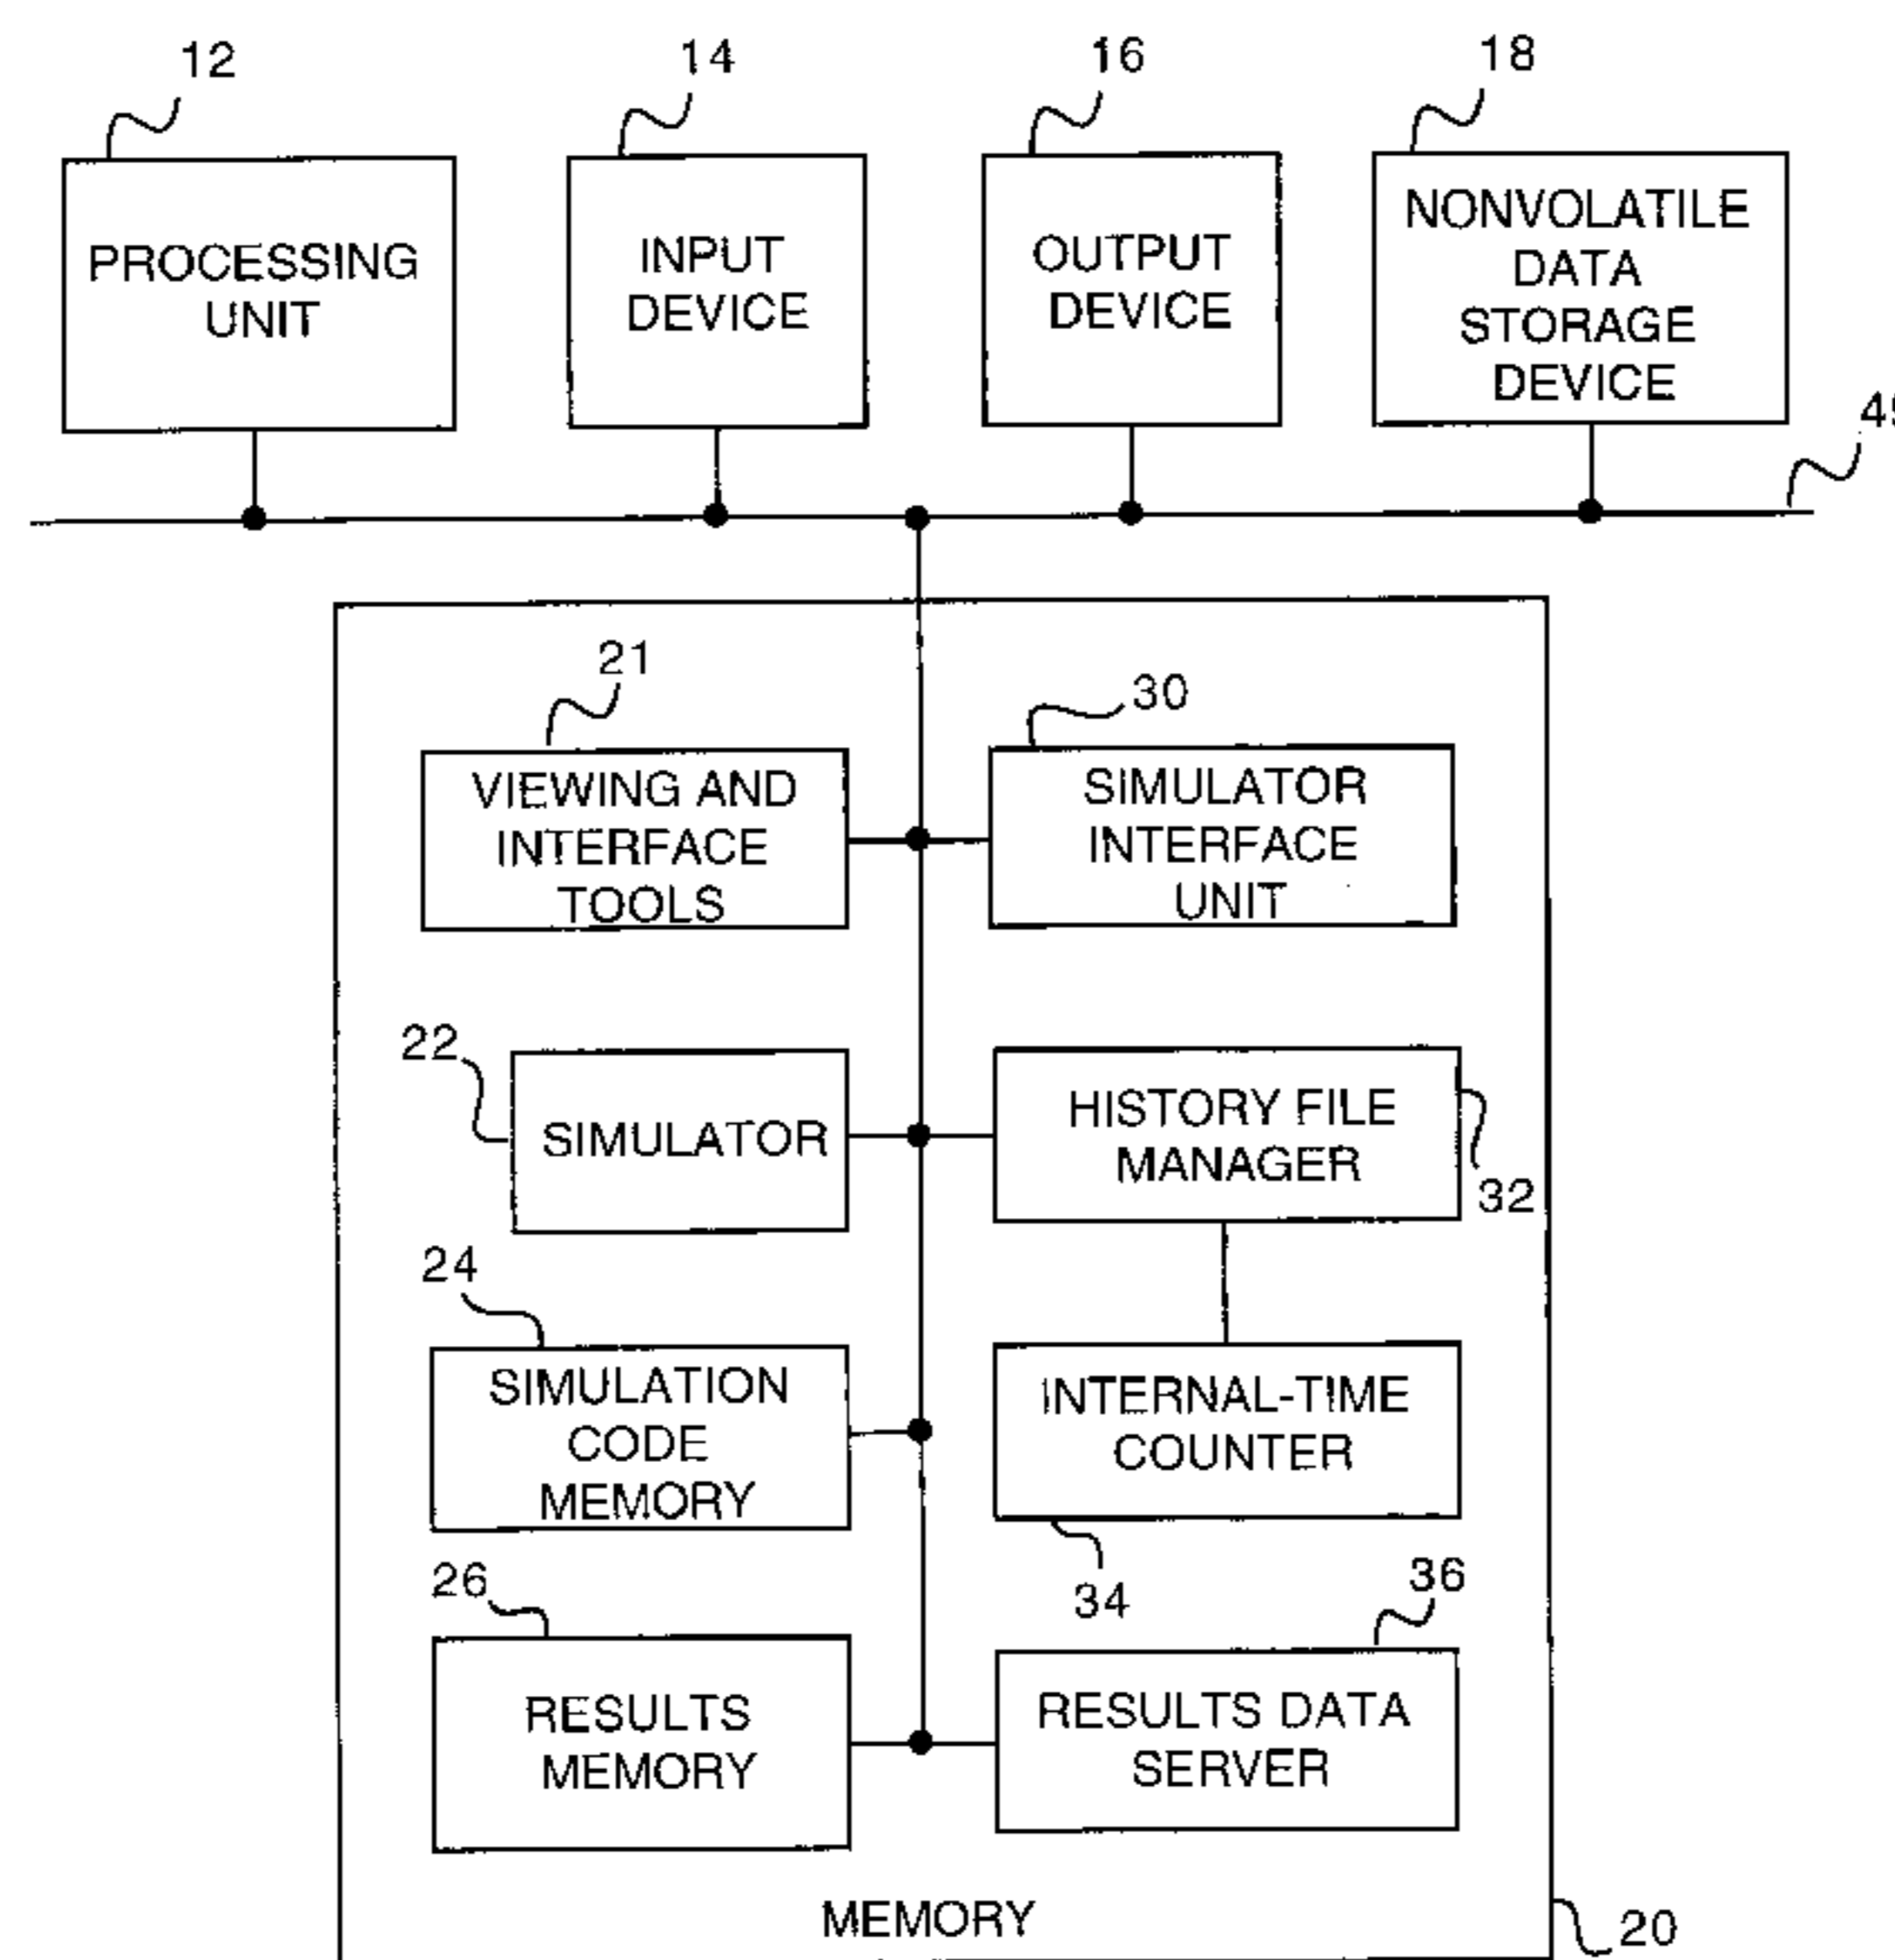 12
14
16
18
PROCESSING
UNIT
INPUT
DEVICE
OUTPUT
DEVICE
NONVOLATILE
DATA
STORAGE
DEVICE
21
30
VIEWING AND
INTERFACE
TOOLS
SIMULATOR
INTERFACE
UNIT
22
SIMULATOR
HISTORY FILE
MANAGER
32
24
SIMULATION
CODE
MEMORY
INTERNAL-TIME
COUNTER
34
26
RESULTS
MEMORY
36
RESULTS DATA
SERVER
MEMORY
20